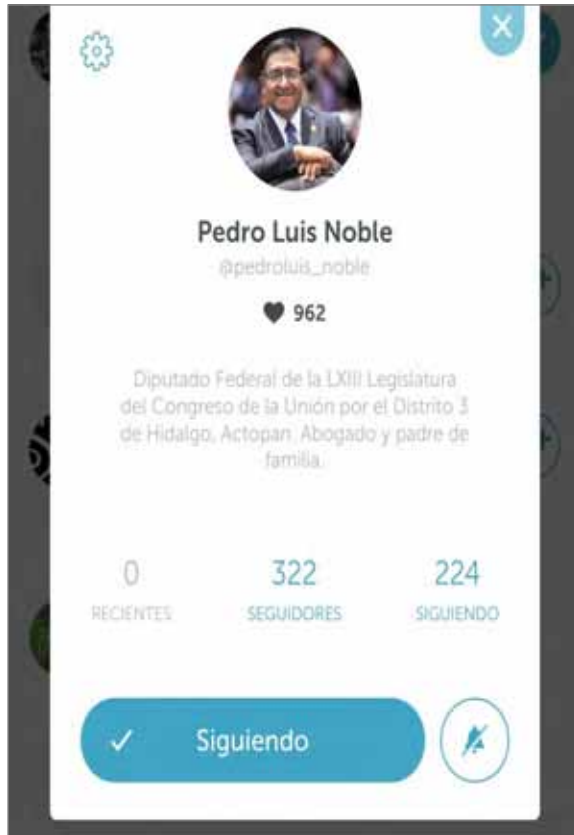 Pedro Luis Noble
@pedroluis_noble
962
Diputado Federal de la LXIII Legislatura
del Congreso de la Unión por el Distrito 3
de Hidalgo, Actopan. Abogado y padre de
familia.
0 322 224
RECIENTES SEGUIDORES SIGUIENDO
Siguiendo